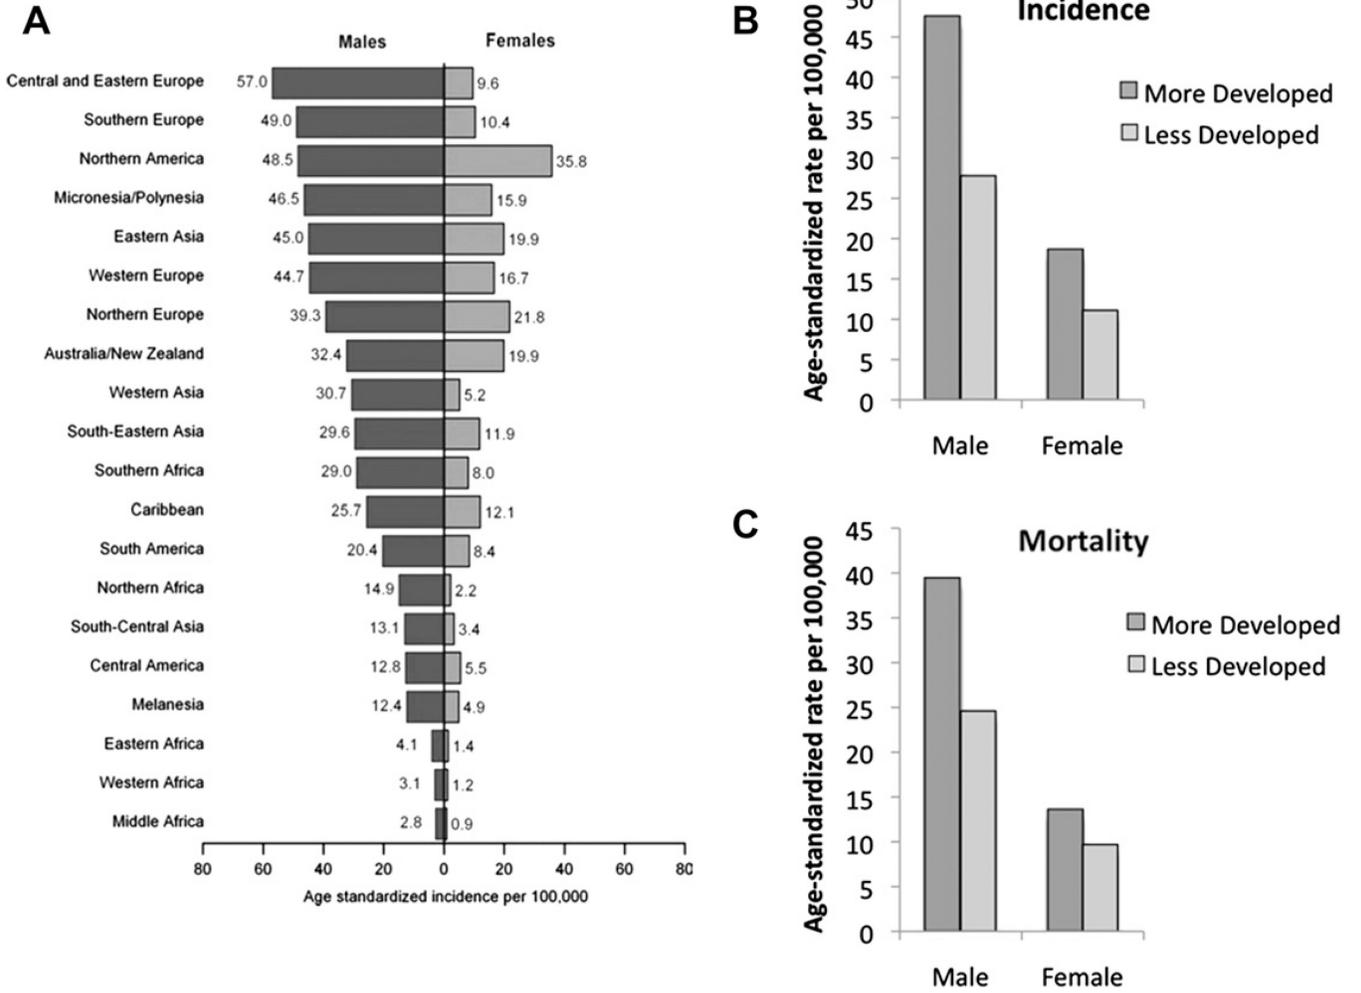 A
Males Females
Central and Eastern Europe 57.0 9.6
Southern Europe 49.0 10.4
Northern America 48.5 35.8
Micronesia/Polynesia 46.5 15.9
Eastern Asia 45.0 19.9
Western Europe 44.7 16.7
Northern Europe 39.3 21.8
Australia/New Zealand 32.4 19.9
Western Asia 30.7 5.2
South-Eastern Asia 29.6 11.9
Southern Africa 29.0 8.0
Caribbean 25.7 12.1
South America 20.4 8.4
Northern Africa 14.9 2.2
South-Central Asia 13.1 3.4
Central America 12.8 5.5
Melanesia 12.4 4.9
Eastern Africa 4.1 1.4
Western Africa 3.1 1.2
Middle Africa 2.8 0.9
80 60 40 20 0 20 40 60 80
Age standardized incidence per 100,000
B
Incidence
Age-standardized rate per 100,000
50
45
40
35
30
25
20
15
10
5
0
More Developed
Less Developed
Male Female
C
Mortality
Age-standardized rate per 100,000
45
40
35
30
25
20
15
10
5
0
More Developed
Less Developed
Male Female